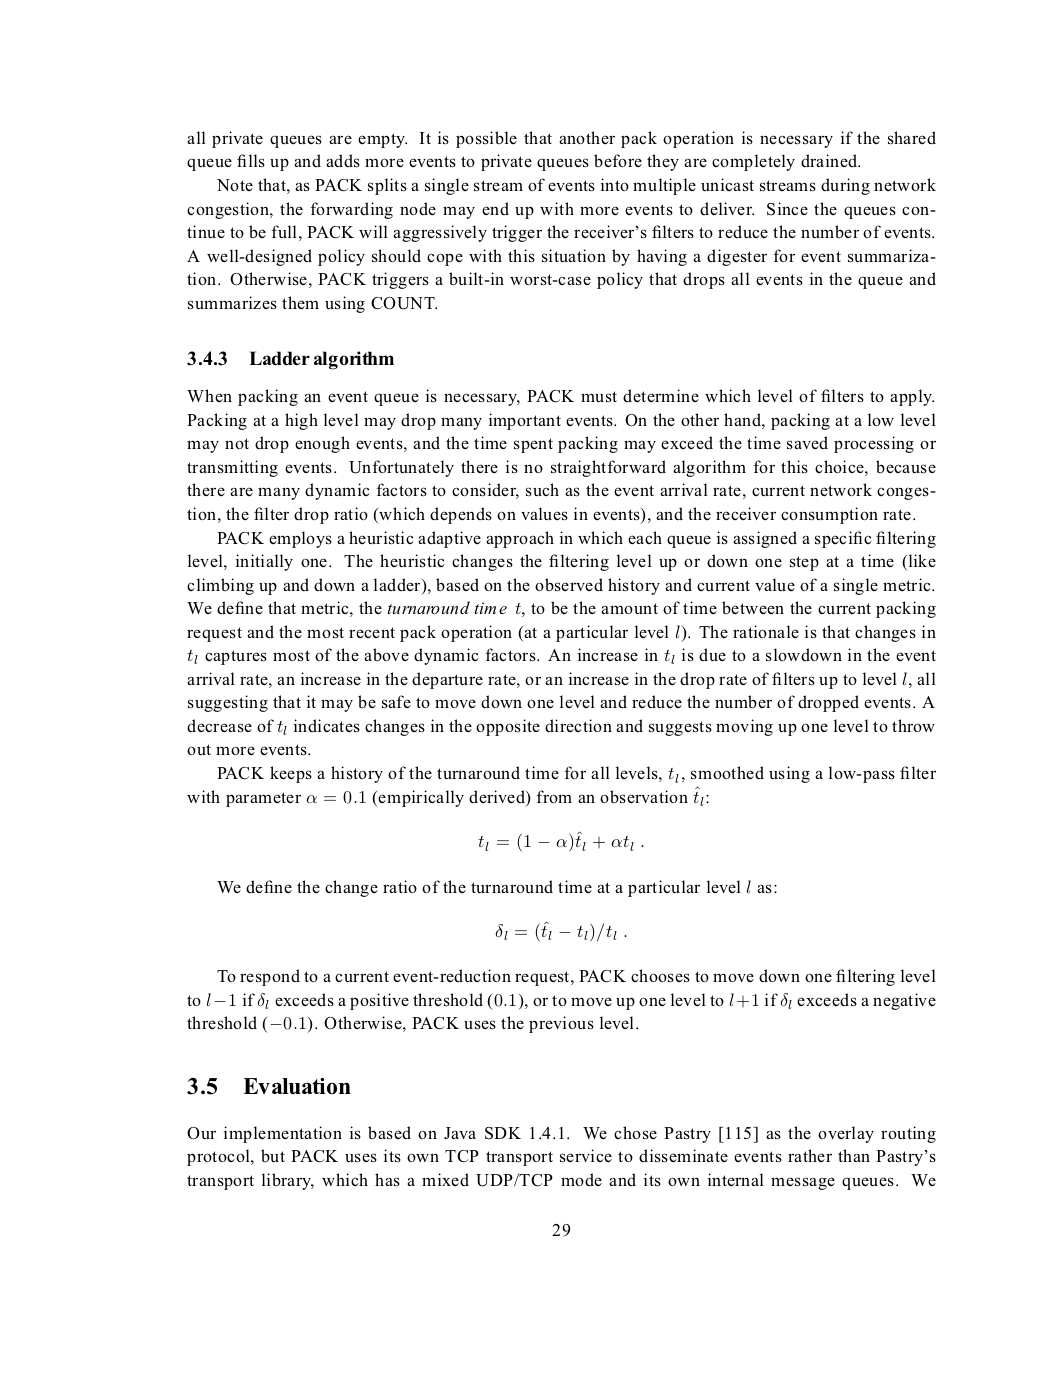 all private queues are empty. It is possible that another pack operation is necessary if the shared
queue fills up and adds more events to private queues before they are completely drained.
Note that, as PACK splits a single stream of events into multiple unicast streams during network
congestion, the forwarding node may end up with more events to deliver. Since the queues con-
tinue to be full, PACK will aggressively trigger the receiver's filters to reduce the number of events.
A well-designed policy should cope with this situation by having a digester for event summariza-
tion. Otherwise, PACK triggers a built-in worst-case policy that drops all events in the queue and
summarizes them using COUNT.
3.4.3 Ladder algorithm
When packing an event queue is necessary, PACK must determine which level of filters to apply.
Packing at a high level may drop many important events. On the other hand, packing at a low level
may not drop enough events, and the time spent packing may exceed the time saved processing or
transmitting events. Unfortunately there is no straightforward algorithm for this choice, because
there are many dynamic factors to consider, such as the event arrival rate, current network conges-
tion, the filter drop ratio (which depends on values in events), and the receiver consumption rate.
PACK employs a heuristic adaptive approach in which each queue is assigned a specific filtering
level, initially one. The heuristic changes the filtering level up or down one step at a time (like
climbing up and down a ladder), based on the observed history and current value of a single metric.
We define that metric, the turnaround time t, to be the amount of time between the current packing
request and the most recent pack operation (at a particular level l). The rationale is that changes in
tₗ captures most of the above dynamic factors. An increase in tₗ is due to a slowdown in the event
arrival rate, an increase in the departure rate, or an increase in the drop rate of filters up to level l, all
suggesting that it may be safe to move down one level and reduce the number of dropped events. A
decrease of tₗ indicates changes in the opposite direction and suggests moving up one level to throw
out more events.
PACK keeps a history of the turnaround time for all levels, tₗ, smoothed using a low-pass filter
with parameter α = 0.1 (empirically derived) from an observation t̂ₗ:
tₗ = (1 − α)t̂ₗ + αtₗ .
We define the change ratio of the turnaround time at a particular level l as:
δₗ = (t̂ₗ − tₗ)/tₗ .
To respond to a current event-reduction request, PACK chooses to move down one filtering level
to l−1 if δₗ exceeds a positive threshold (0.1), or to move up one level to l+1 if δₗ exceeds a negative
threshold (−0.1). Otherwise, PACK uses the previous level.
3.5 Evaluation
Our implementation is based on Java SDK 1.4.1. We chose Pastry [115] as the overlay routing
protocol, but PACK uses its own TCP transport service to disseminate events rather than Pastry's
transport library, which has a mixed UDP/TCP mode and its own internal message queues. We
29